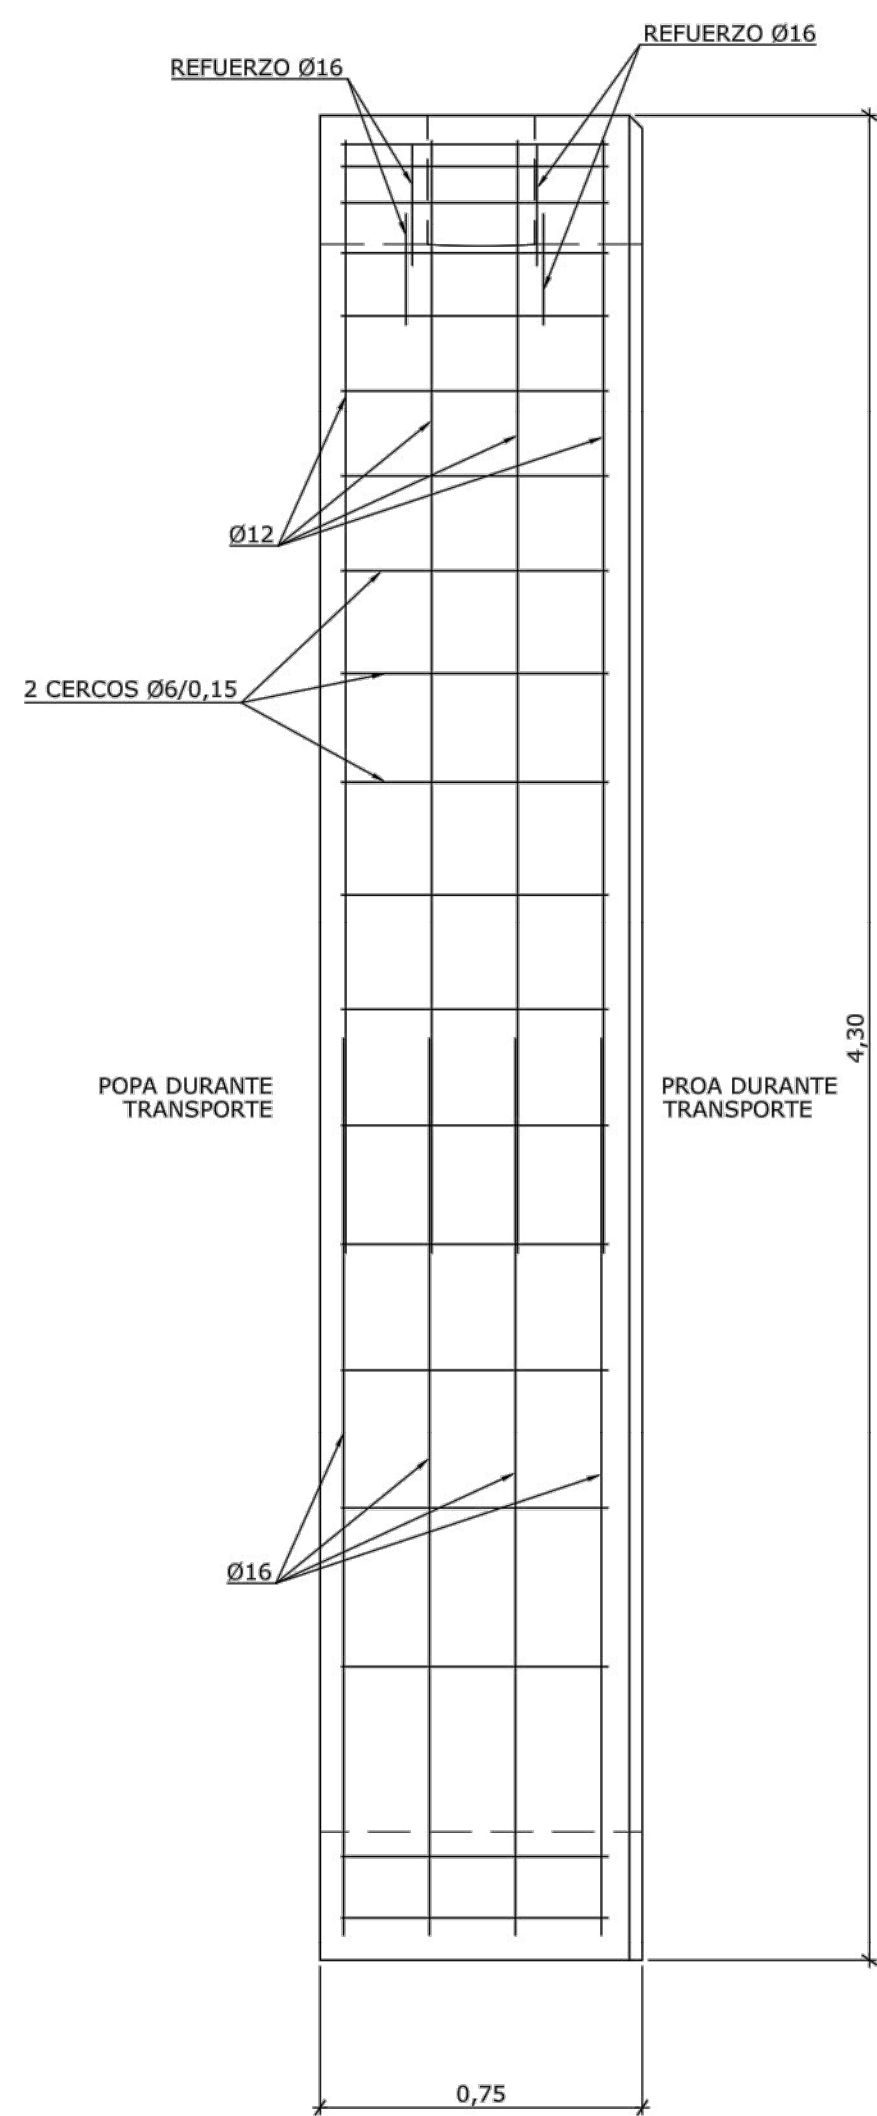 REFUERZO Ø16
REFUERZO Ø16
Ø12
2 CERCOS Ø6/0,15
4,30
POPA DURANTE
TRANSPORTE
PROA DURANTE
TRANSPORTE
Ø16
0,75